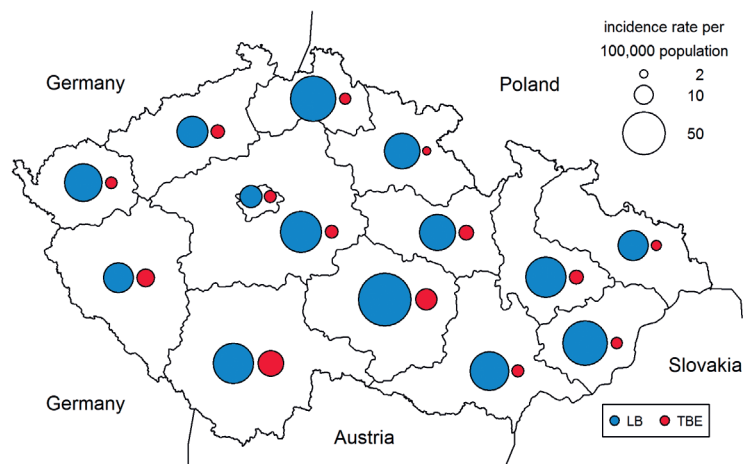 incidence rate per
100,000 population
2
10
50
Germany
Poland
Slovakia
Germany
Austria
LB TBE